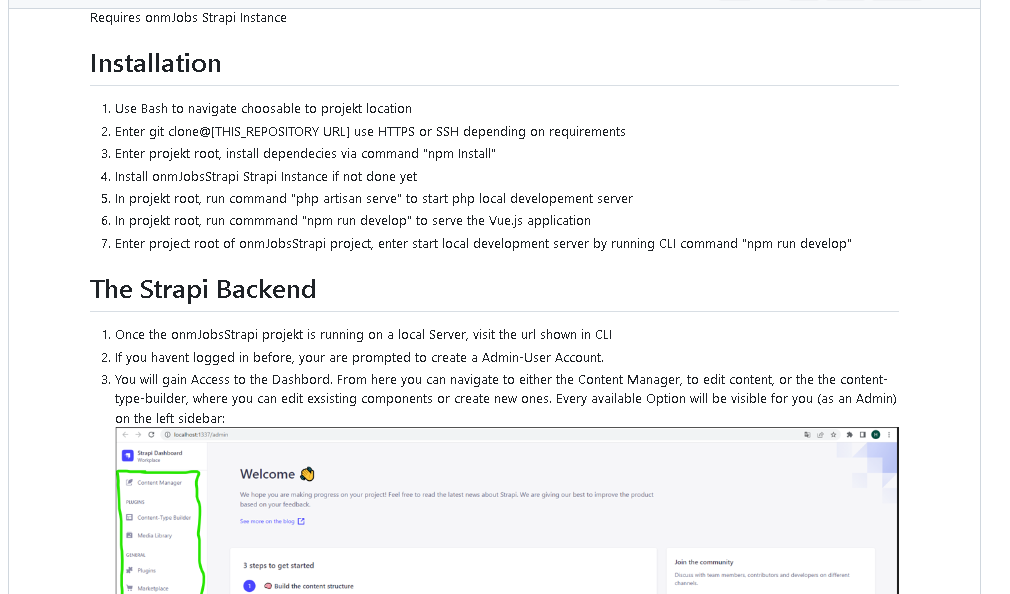 Requires onmJobs Strapi Instance
Installation
1. Use Bash to navigate choosable to projekt location
2. Enter git clone@[THIS_REPOSITORY URL] use HTTPS or SSH depending on requirements
3. Enter projekt root, install dependecies via command "npm Install"
4. Install onmJobsStrapi Strapi Instance if not done yet
5. In projekt root, run command "php artisan serve" to start php local developement server
6. In projekt root, run commmand "npm run develop" to serve the Vue.js application
7. Enter project root of onmJobsStrapi project, enter start local development server by running CLI command "npm run develop"
The Strapi Backend
1. Once the onmJobsStrapi projekt is running on a local Server, visit the url shown in CLI
2. If you havent logged in before, your are prompted to create a Admin-User Account.
3. You will gain Access to the Dashbord. From here you can navigate to either the Content Manager, to edit content, or the the content-
type-builder, where you can edit exsisting components or create new ones. Every available Option will be visible for you (as an Admin)
on the left sidebar:
localhost:1337/admin
H
Strapi Dashboard
Workplace
Content Manager
PLUGINS
Content-Type Builder
Media Library
GENERAL
Plugins
Marketplace
Welcome 👋
We hope you are making progress on your project! Feel free to read the latest news about Strapi. We are giving our best to improve the product
based on your feedback.
See more on the blog
3 steps to get started
1 🧠 Build the content structure
Join the community
Discuss with team members, contributors and developers on different
channels.